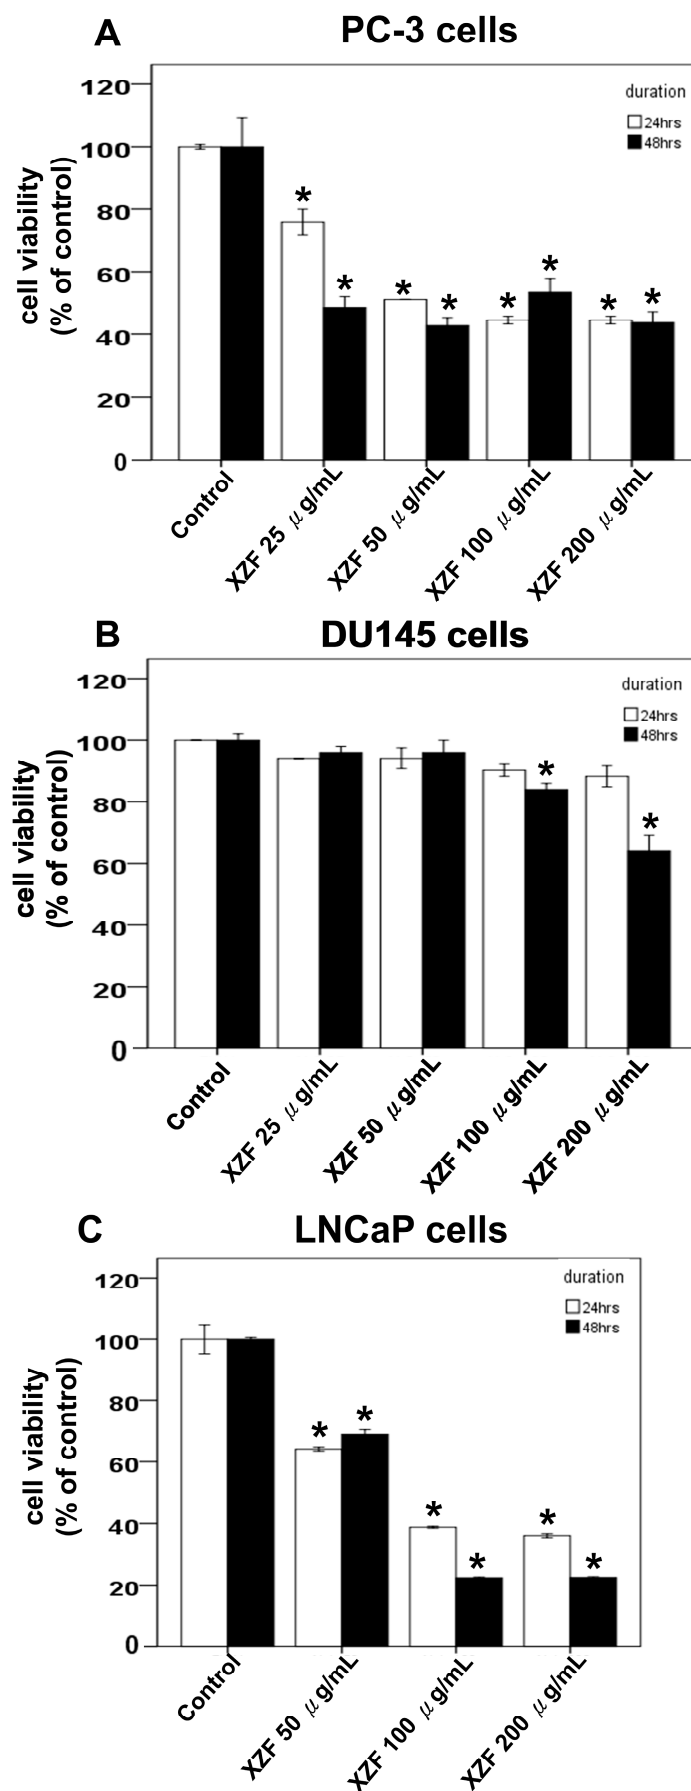 A PC-3 cells
120
100
80
60
40
20
0
cell viability
(% of control)
duration
24hrs
48hrs
* * * * * * * *
Control
XZF 25 μg/mL
XZF 50 μg/mL
XZF 100 μg/mL
XZF 200 μg/mL
B DU145 cells
120
100
80
60
40
20
0
cell viability
(% of control)
duration
24hrs
48hrs
* *
Control
XZF 25 μg/mL
XZF 50 μg/mL
XZF 100 μg/mL
XZF 200 μg/mL
C LNCaP cells
120
100
80
60
40
20
0
cell viability
(% of control)
duration
24hrs
48hrs
* * * * * *
Control
XZF 50 μg/mL
XZF 100 μg/mL
XZF 200 μg/mL